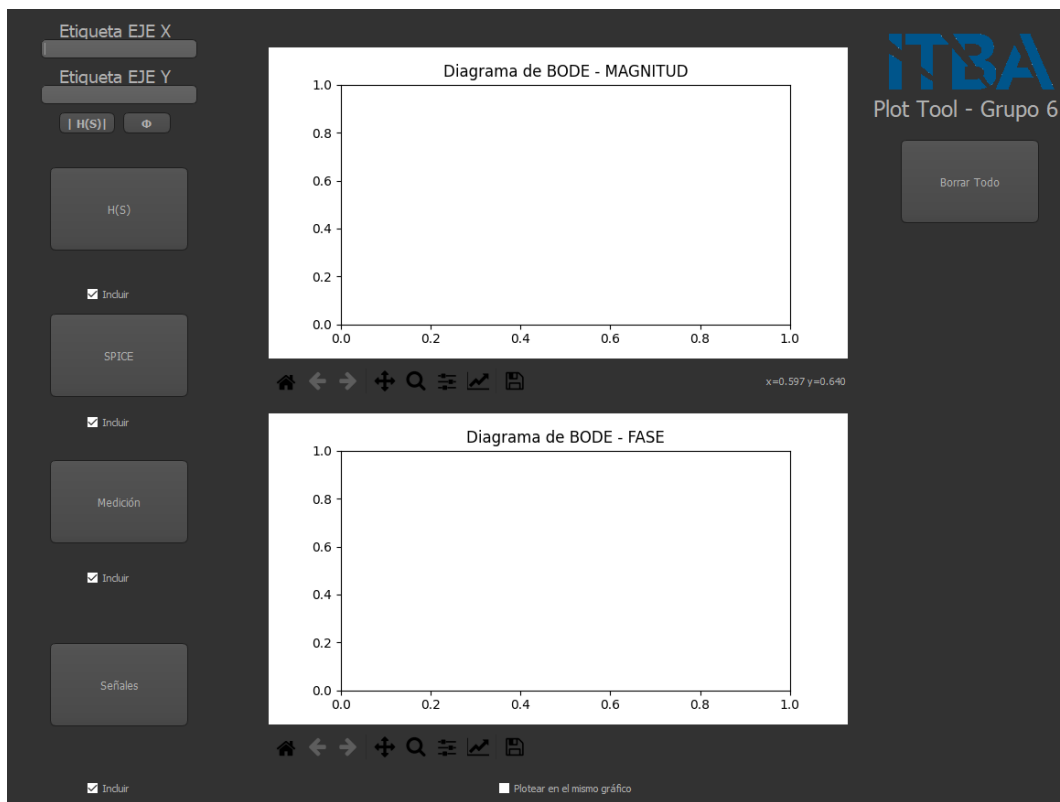 Etiqueta EJE X
Etiqueta EJE Y
| H(S)|
Φ
H(S)
Incluir
SPICE
Incluir
Medición
Incluir
Señales
Incluir
Diagrama de BODE - MAGNITUD
1.0
0.8
0.6
0.4
0.2
0.0
0.0 0.2 0.4 0.6 0.8 1.0
x=0.597 y=0.640
Diagrama de BODE - FASE
1.0
0.8
0.6
0.4
0.2
0.0
0.0 0.2 0.4 0.6 0.8 1.0
Plotear en el mismo gráfico
iTBA
Plot Tool - Grupo 6
Borrar Todo